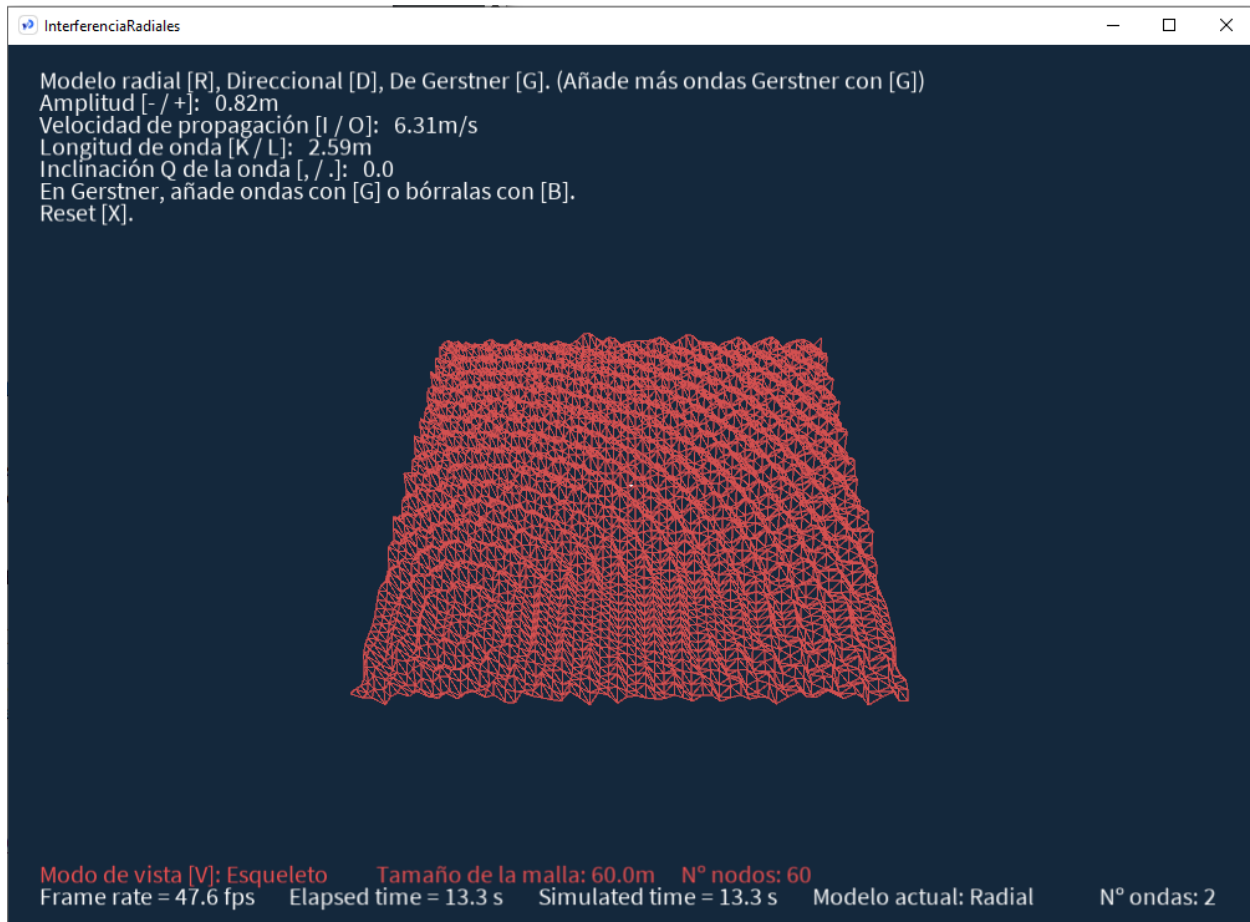 InterferenciaRadiales
Modelo radial [R], Direccional [D], De Gerstner [G]. (Añade más ondas Gerstner con [G])
Amplitud [- / +]: 0.82m
Velocidad de propagación [I / O]: 6.31m/s
Longitud de onda [K / L]: 2.59m
Inclinación Q de la onda [, / .]: 0.0
En Gerstner, añade ondas con [G] o bórralas con [B].
Reset [X].
Modo de vista [V]: Esqueleto Tamaño de la malla: 60.0m Nº nodos: 60
Frame rate = 47.6 fps Elapsed time = 13.3 s Simulated time = 13.3 s Modelo actual: Radial Nº ondas: 2